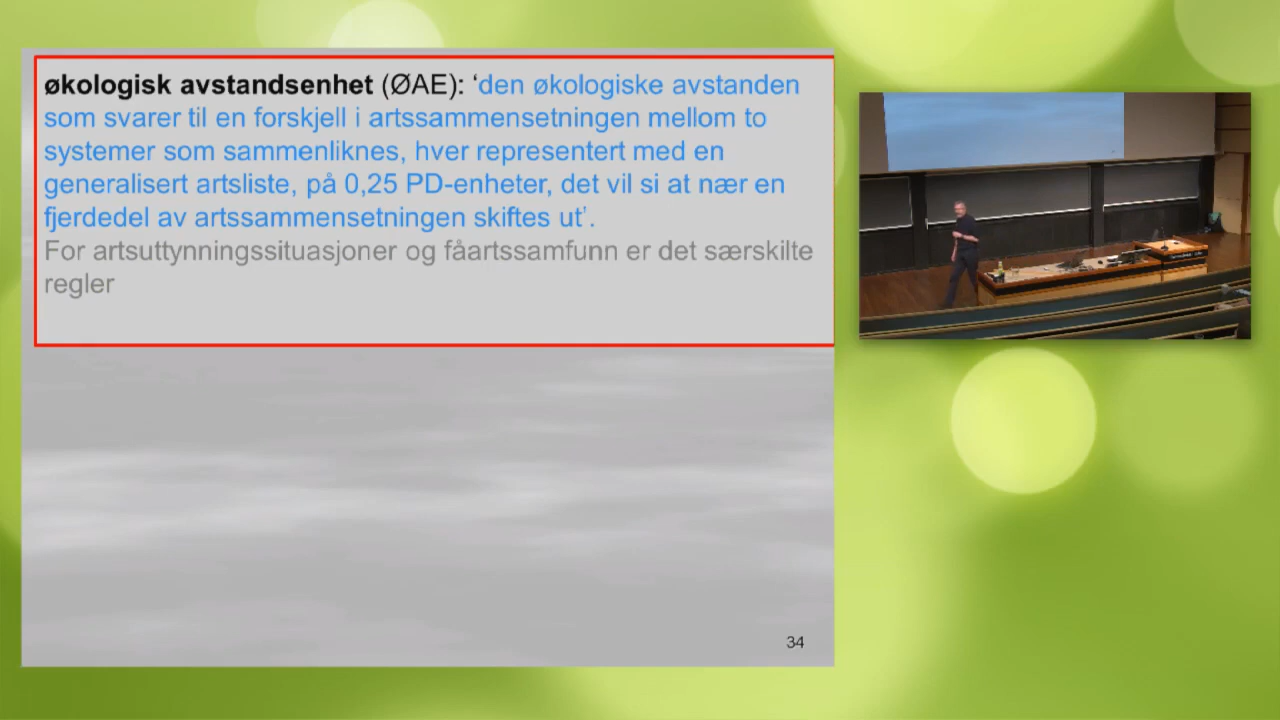 økologisk avstandsenhet (ØAE): ‘den økologiske avstanden
som svarer til en forskjell i artssammensetningen mellom to
systemer som sammenliknes, hver representert med en
generalisert artsliste, på 0,25 PD-enheter, det vil si at nær en
fjerdedel av artssammensetningen skiftes ut’.
For artsuttynningssituasjoner og fåartssamfunn er det særskilte
regler
34